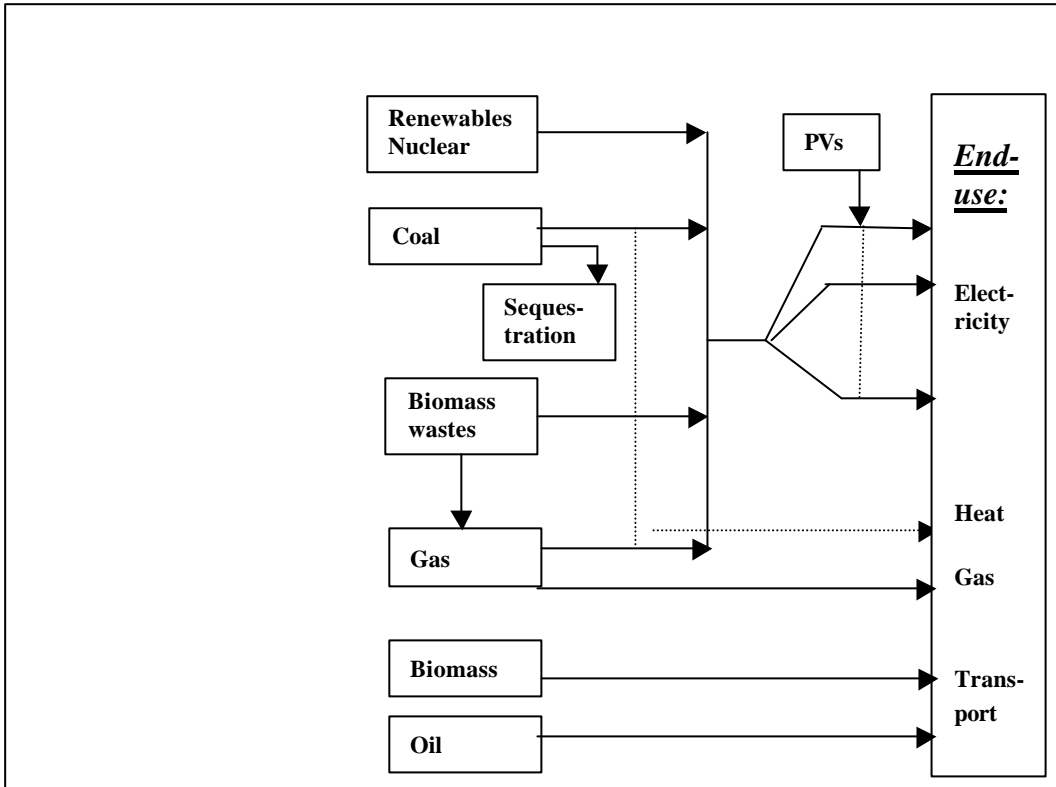 Renewables
Nuclear
PVs
End-
use:
Coal
Seques-
tration
Elect-
ricity
Biomass
wastes
Heat
Gas
Gas
Biomass
Trans-
port
Oil